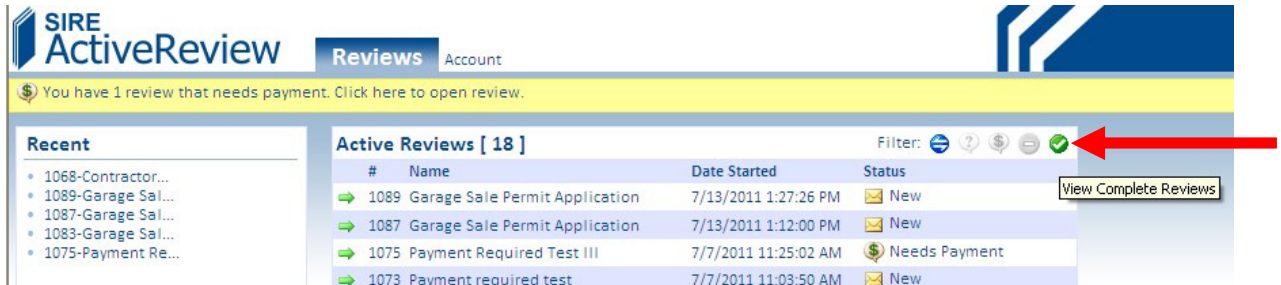 SIRE
ActiveReview
Reviews Account
You have 1 review that needs payment. Click here to open review.
Recent
1068-Contractor...
1089-Garage Sal...
1087-Garage Sal...
1083-Garage Sal...
1075-Payment Re...
Active Reviews [ 18 ] Filter:
# Name Date Started Status
1089 Garage Sale Permit Application 7/13/2011 1:27:26 PM New
1087 Garage Sale Permit Application 7/13/2011 1:12:00 PM New
1075 Payment Required Test III 7/7/2011 11:25:02 AM Needs Payment
1073 Payment required test 7/7/2011 11:03:50 AM New
View Complete Reviews